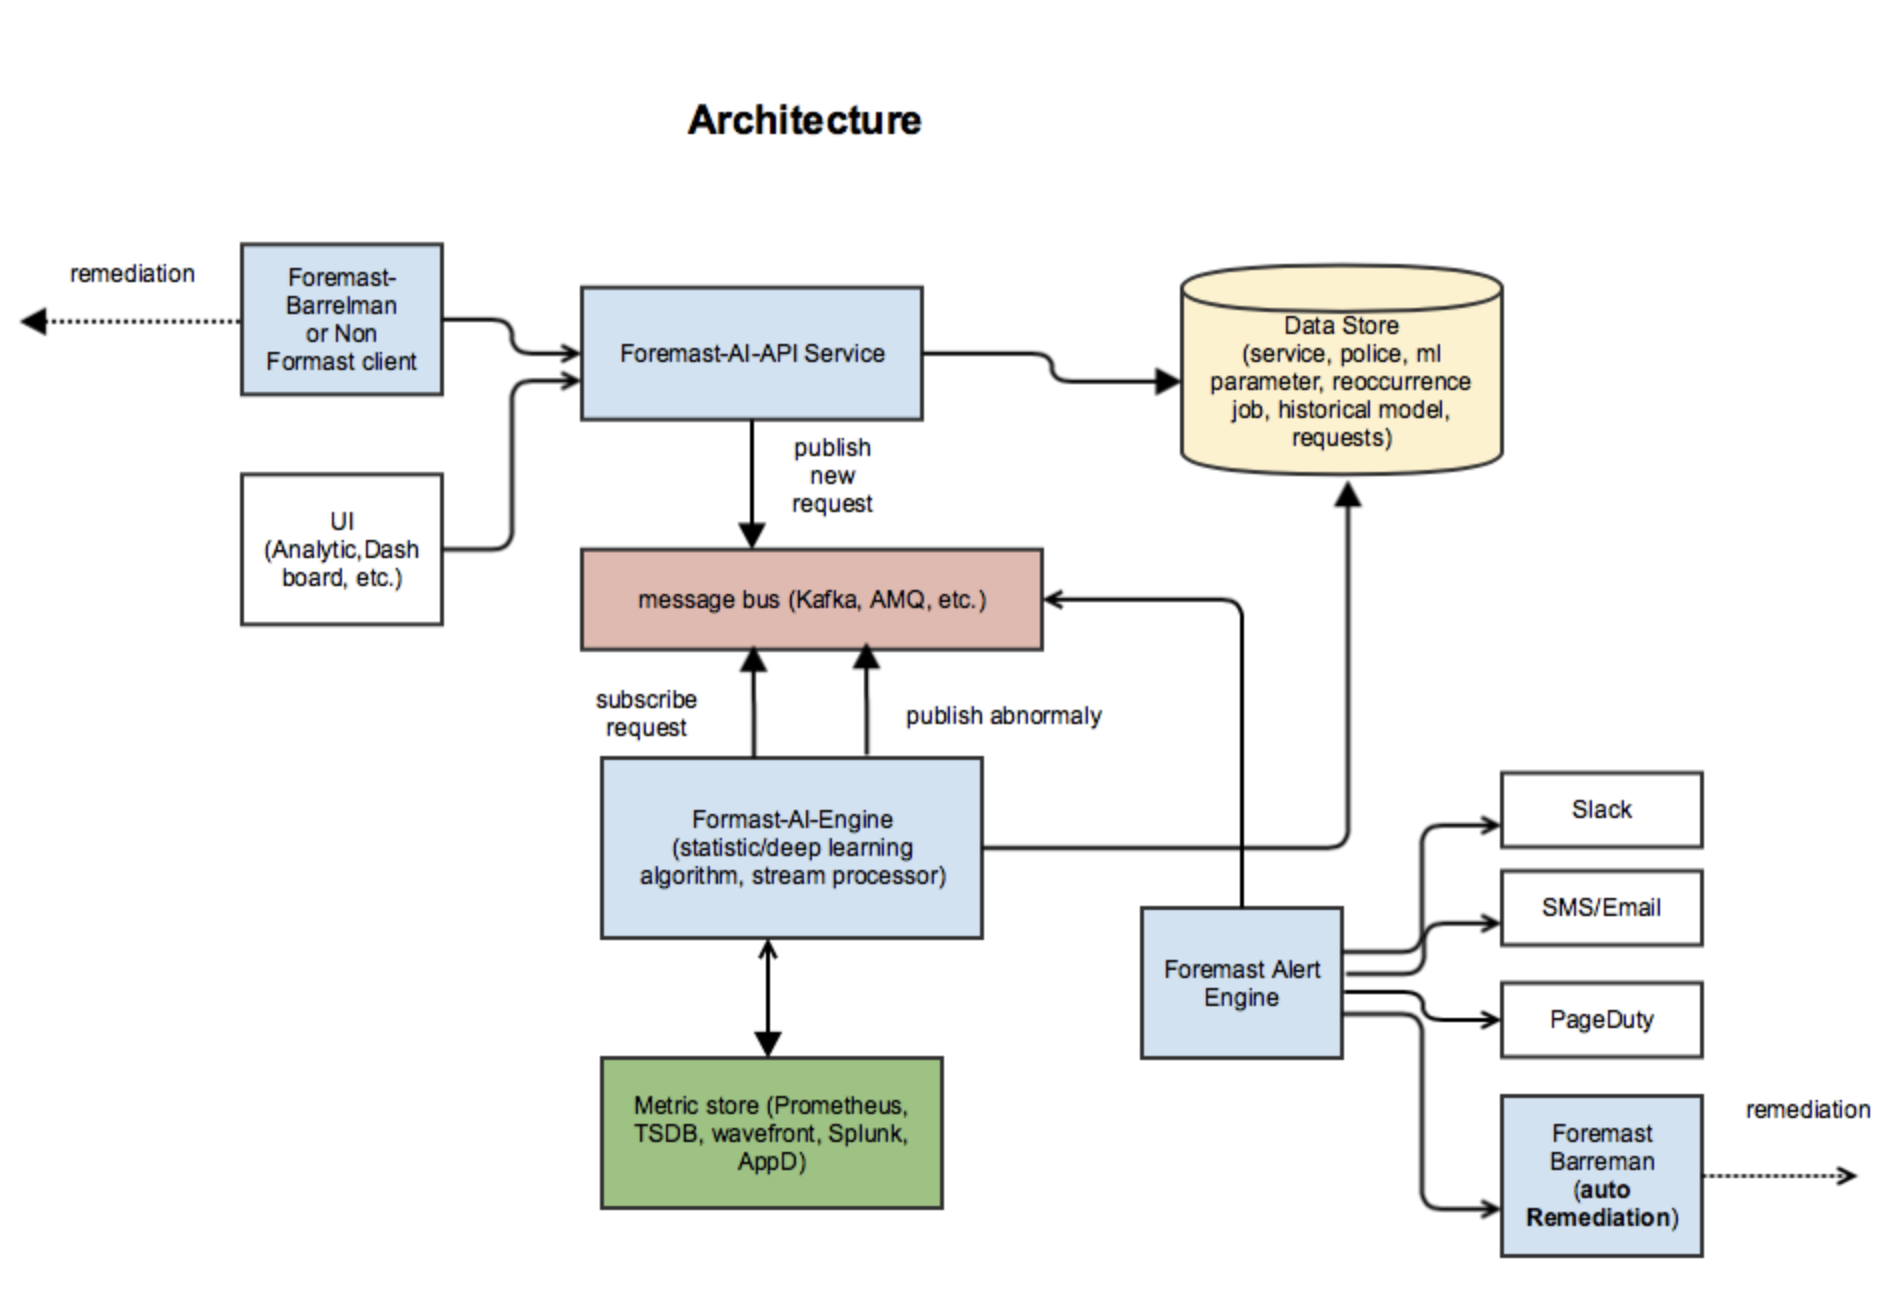 Architecture
remediation
Foremast-
Barrelman
or Non
Formast client
Foremast-AI-API Service
Data Store
(service, police, ml
parameter, reoccurrence
job, historical model,
requests)
publish
new
request
UI
(Analytic,Dash
board, etc.)
message bus (Kafka, AMQ, etc.)
subscribe
request
publish abnormaly
Formast-AI-Engine
(statistic/deep learning
algorithm, stream processor)
Slack
SMS/Email
Foremast Alert
Engine
PageDuty
Metric store (Prometheus,
TSDB, wavefront, Splunk,
AppD)
Foremast
Barreman
(auto
Remediation)
remediation